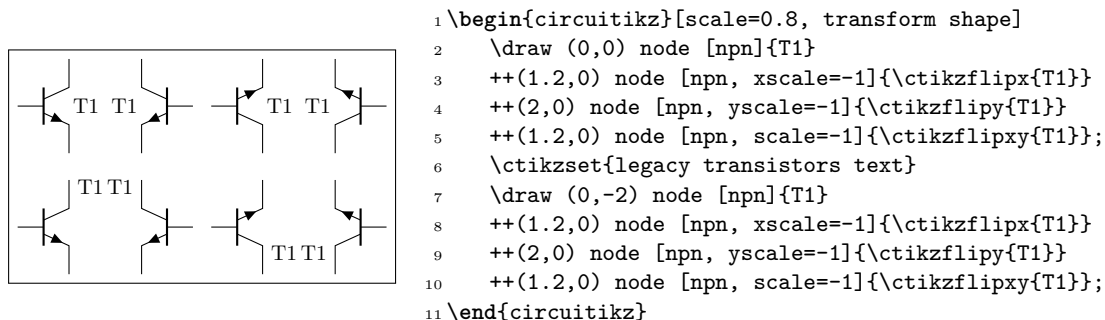 T1 T1 T1 T1
T1 T1
T1 T1
1 \begin{circuitikz}[scale=0.8, transform shape]
2 \draw (0,0) node [npn]{T1}
3 ++(1.2,0) node [npn, xscale=-1]{\ctikzflipx{T1}}
4 ++(2,0) node [npn, yscale=-1]{\ctikzflipy{T1}}
5 ++(1.2,0) node [npn, scale=-1]{\ctikzflipxy{T1}};
6 \ctikzset{legacy transistors text}
7 \draw (0,-2) node [npn]{T1}
8 ++(1.2,0) node [npn, xscale=-1]{\ctikzflipx{T1}}
9 ++(2,0) node [npn, yscale=-1]{\ctikzflipy{T1}}
10 ++(1.2,0) node [npn, scale=-1]{\ctikzflipxy{T1}};
11 \end{circuitikz}